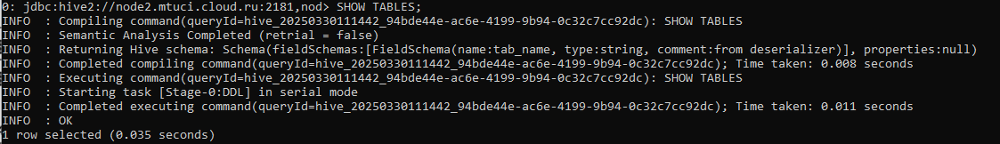 0: jdbc:hive2://node2.mtuci.cloud.ru:2181,nod> SHOW TABLES;
INFO  : Compiling command(queryId=hive_20250330111442_94bde44e-ac6e-4199-9b94-0c32c7cc92dc): SHOW TABLES
INFO  : Semantic Analysis Completed (retrial = false)
INFO  : Returning Hive schema: Schema(fieldSchemas:[FieldSchema(name:tab_name, type:string, comment:from deserializer)], properties:null)
INFO  : Completed compiling command(queryId=hive_20250330111442_94bde44e-ac6e-4199-9b94-0c32c7cc92dc); Time taken: 0.008 seconds
INFO  : Executing command(queryId=hive_20250330111442_94bde44e-ac6e-4199-9b94-0c32c7cc92dc): SHOW TABLES
INFO  : Starting task [Stage-0:DDL] in serial mode
INFO  : Completed executing command(queryId=hive_20250330111442_94bde44e-ac6e-4199-9b94-0c32c7cc92dc); Time taken: 0.011 seconds
INFO  : OK
1 row selected (0.035 seconds)